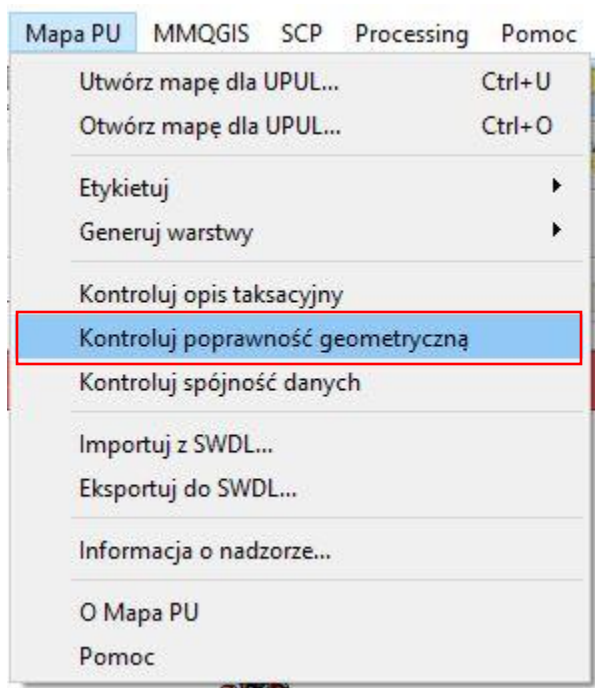 Mapa PU MMQGIS SCP Processing Pomoc
Utwórz mapę dla UPUL... Ctrl+U
Otwórz mapę dla UPUL... Ctrl+O
Etykietuj
Generuj warstwy
Kontroluj opis taksacyjny
Kontroluj poprawność geometryczną
Kontroluj spójność danych
Importuj z SWDL...
Eksportuj do SWDL...
Informacja o nadzorze...
O Mapa PU
Pomoc